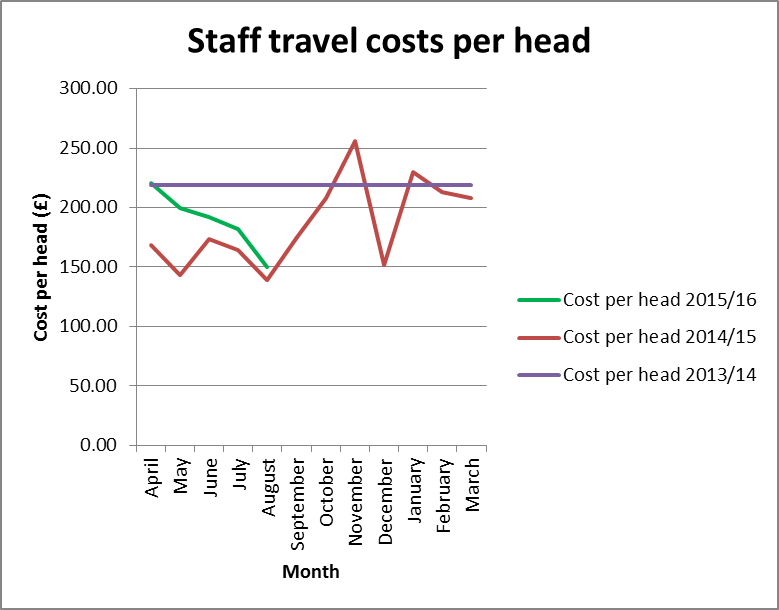 Staff travel costs per head
300.00
250.00
200.00
150.00
100.00
50.00
0.00
Cost per head (£)
April
May
June
July
August
September
October
November
December
January
February
March
Month
Cost per head 2015/16
Cost per head 2014/15
Cost per head 2013/14